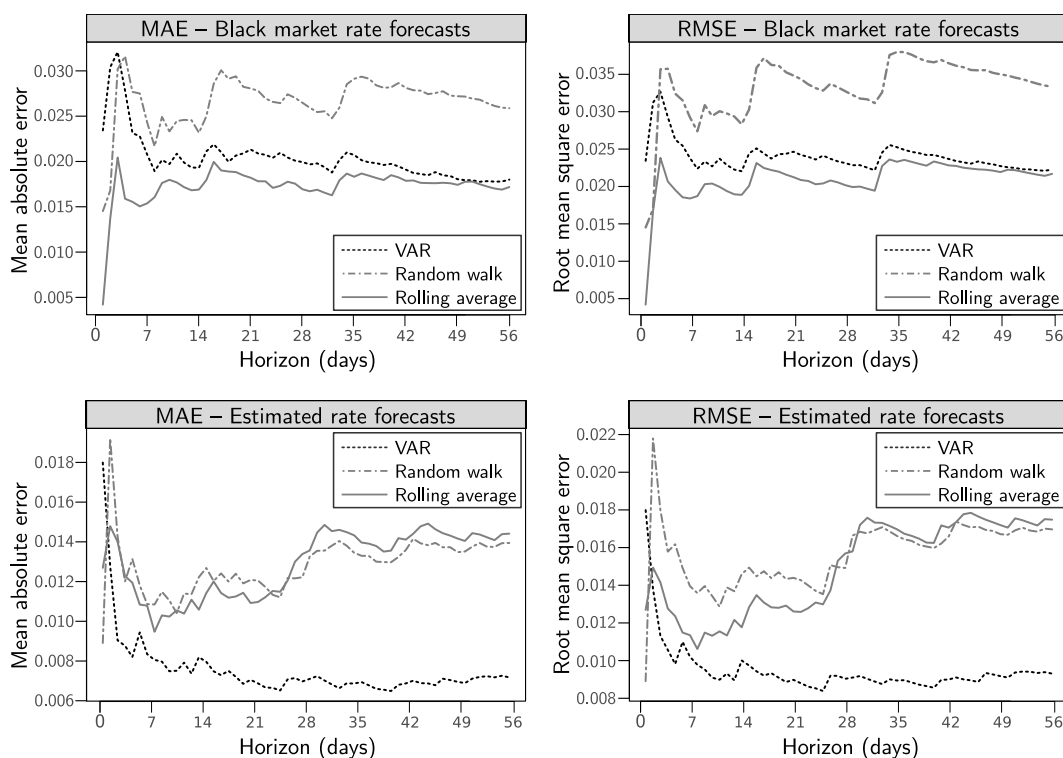 MAE – Black market rate forecasts
Mean absolute error
0.030
0.025
0.020
0.015
0.010
0.005
VAR
Random walk
Rolling average
0 7 14 21 28 35 42 49 56
Horizon (days)
RMSE – Black market rate forecasts
Root mean square error
0.035
0.030
0.025
0.020
0.015
0.010
0.005
VAR
Random walk
Rolling average
0 7 14 21 28 35 42 49 56
Horizon (days)
MAE – Estimated rate forecasts
Mean absolute error
0.018
0.016
0.014
0.012
0.010
0.008
0.006
VAR
Random walk
Rolling average
0 7 14 21 28 35 42 49 56
Horizon (days)
RMSE – Estimated rate forecasts
Root mean square error
0.022
0.020
0.018
0.016
0.014
0.012
0.010
0.008
VAR
Random walk
Rolling average
0 7 14 21 28 35 42 49 56
Horizon (days)